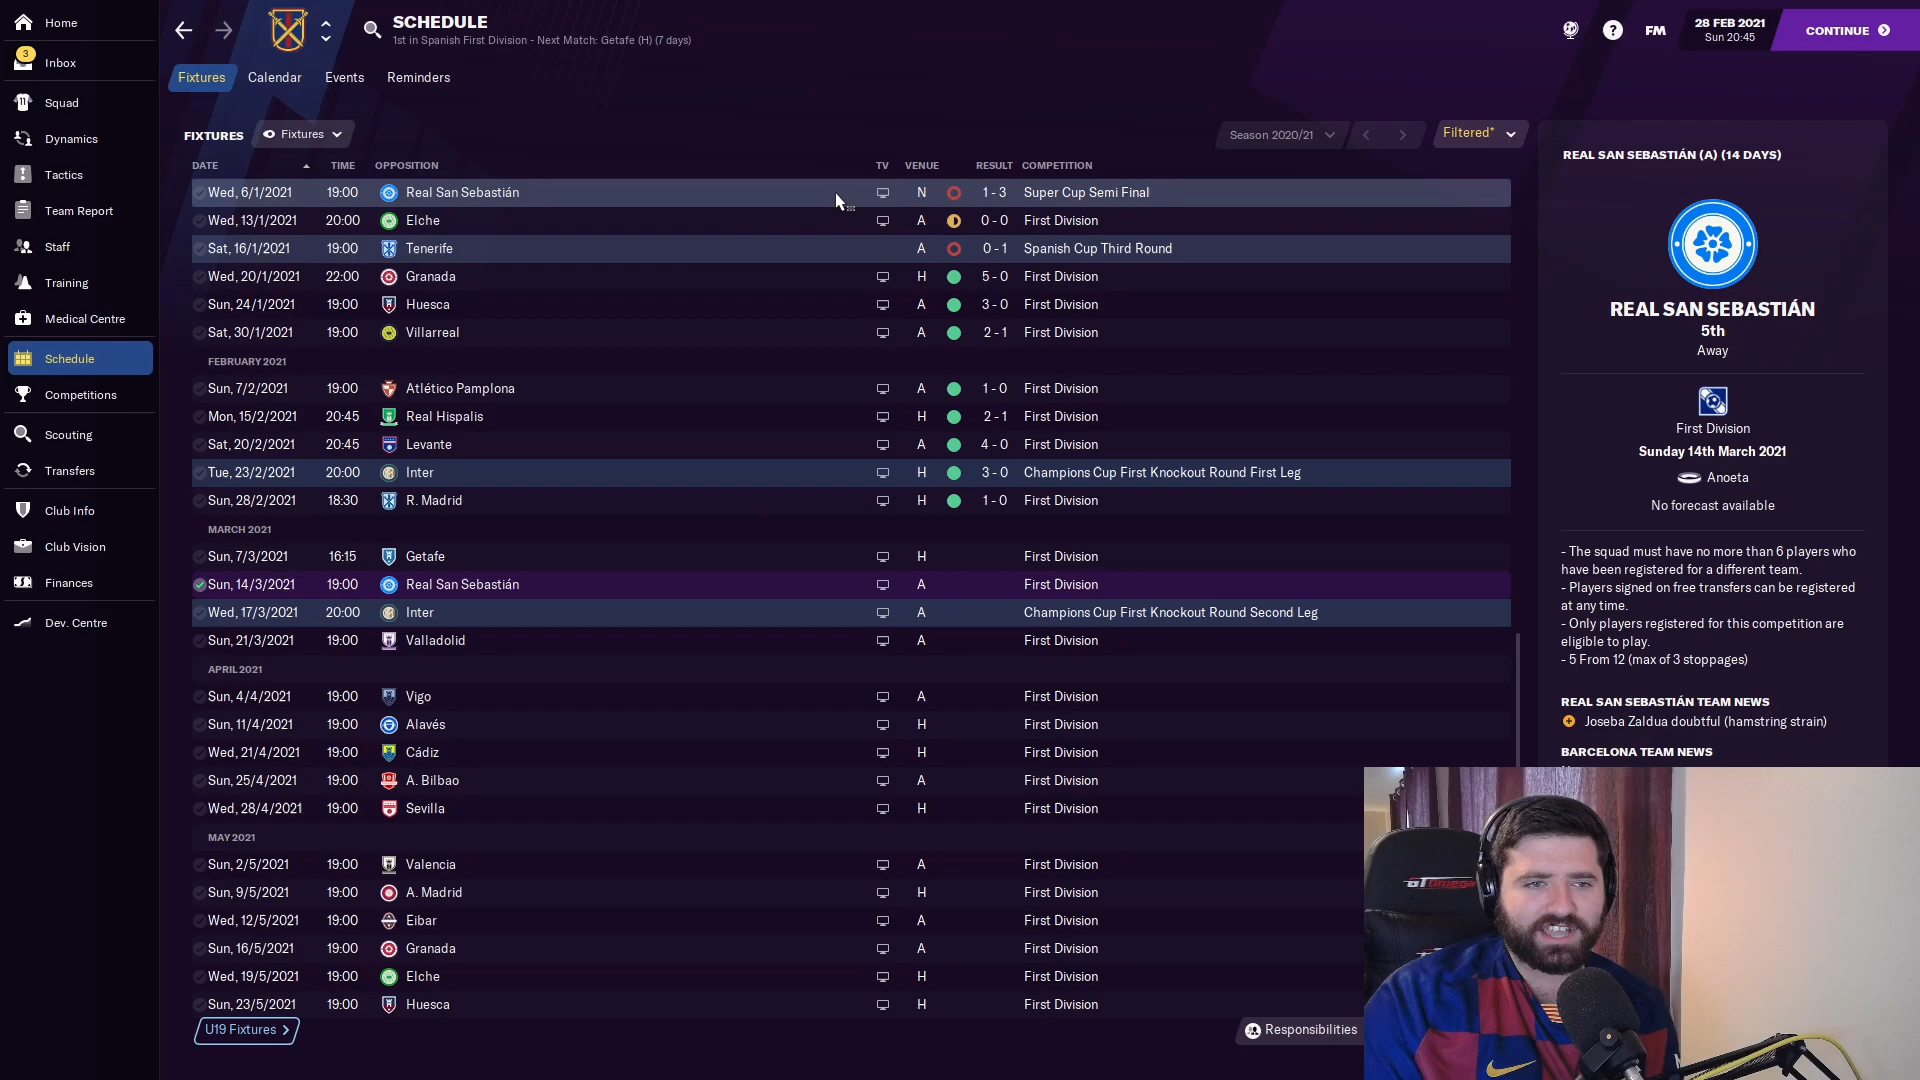 Home
3
Inbox
Squad
Dynamics
Tactics
Team Report
Staff
Training
Medical Centre
Schedule
Competitions
Scouting
Transfers
Club Info
Club Vision
Finances
Dev. Centre
SCHEDULE
1st in Spanish First Division - Next Match: Getafe (H) (7 days)
? FM
28 FEB 2021
Sun 20:45
CONTINUE
Fixtures Calendar Events Reminders
FIXTURES Fixtures Season 2020/21 Filtered*
DATE TIME OPPOSITION TV VENUE RESULT COMPETITION
Wed, 6/1/2021 19:00 Real San Sebastián N 1 - 3 Super Cup Semi Final
Wed, 13/1/2021 20:00 Elche A 0 - 0 First Division
Sat, 16/1/2021 19:00 Tenerife A 0 - 1 Spanish Cup Third Round
Wed, 20/1/2021 22:00 Granada H 5 - 0 First Division
Sun, 24/1/2021 19:00 Huesca A 3 - 0 First Division
Sat, 30/1/2021 19:00 Villarreal A 2 - 1 First Division
FEBRUARY 2021
Sun, 7/2/2021 19:00 Atlético Pamplona A 1 - 0 First Division
Mon, 15/2/2021 20:45 Real Hispalis H 2 - 1 First Division
Sat, 20/2/2021 20:45 Levante A 4 - 0 First Division
Tue, 23/2/2021 20:00 Inter H 3 - 0 Champions Cup First Knockout Round First Leg
Sun, 28/2/2021 18:30 R. Madrid H 1 - 0 First Division
MARCH 2021
Sun, 7/3/2021 16:15 Getafe H First Division
Sun, 14/3/2021 19:00 Real San Sebastián A First Division
Wed, 17/3/2021 20:00 Inter A Champions Cup First Knockout Round Second Leg
Sun, 21/3/2021 19:00 Valladolid A First Division
APRIL 2021
Sun, 4/4/2021 19:00 Vigo A First Division
Sun, 11/4/2021 19:00 Alavés H First Division
Wed, 21/4/2021 19:00 Cádiz H First Division
Sun, 25/4/2021 19:00 A. Bilbao A First Division
Wed, 28/4/2021 19:00 Sevilla H First Division
MAY 2021
Sun, 2/5/2021 19:00 Valencia A First Division
Sun, 9/5/2021 19:00 A. Madrid H First Division
Wed, 12/5/2021 19:00 Eibar A First Division
Sun, 16/5/2021 19:00 Granada A First Division
Wed, 19/5/2021 19:00 Elche H First Division
Sun, 23/5/2021 19:00 Huesca H First Division
U19 Fixtures
Responsibilities
REAL SAN SEBASTIÁN (A) (14 DAYS)
REAL SAN SEBASTIÁN
5th
Away
First Division
Sunday 14th March 2021
Anoeta
No forecast available
- The squad must have no more than 6 players who
have been registered for a different team.
- Players signed on free transfers can be registered
at any time.
- Only players registered for this competition are
eligible to play.
- 5 From 12 (max of 3 stoppages)
REAL SAN SEBASTIÁN TEAM NEWS
Joseba Zaldua doubtful (hamstring strain)
BARCELONA TEAM NEWS
GT Omega